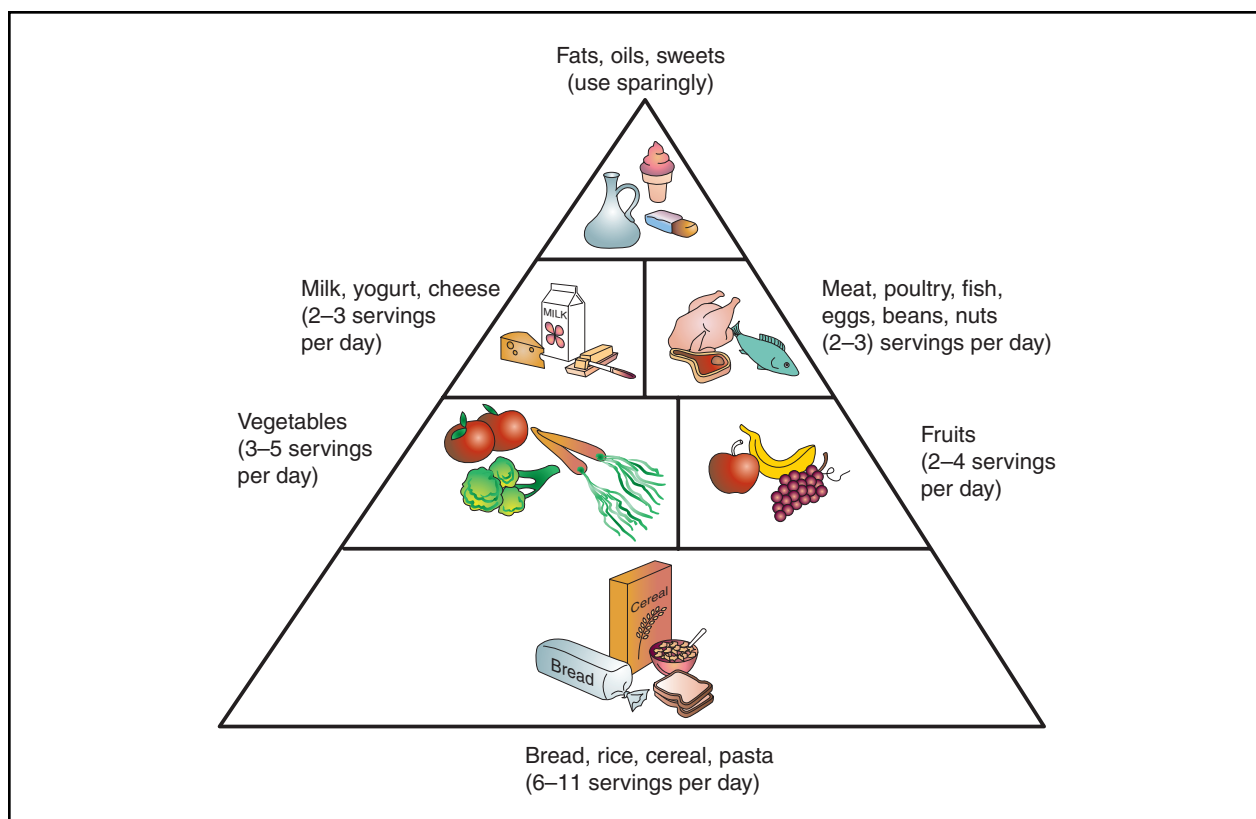 Fats, oils, sweets
(use sparingly)
Milk, yogurt, cheese
(2–3 servings
per day)
MILK
Meat, poultry, fish,
eggs, beans, nuts
(2–3) servings per day)
Vegetables
(3–5 servings
per day)
Fruits
(2–4 servings
per day)
Cereal
Bread
Bread, rice, cereal, pasta
(6–11 servings per day)